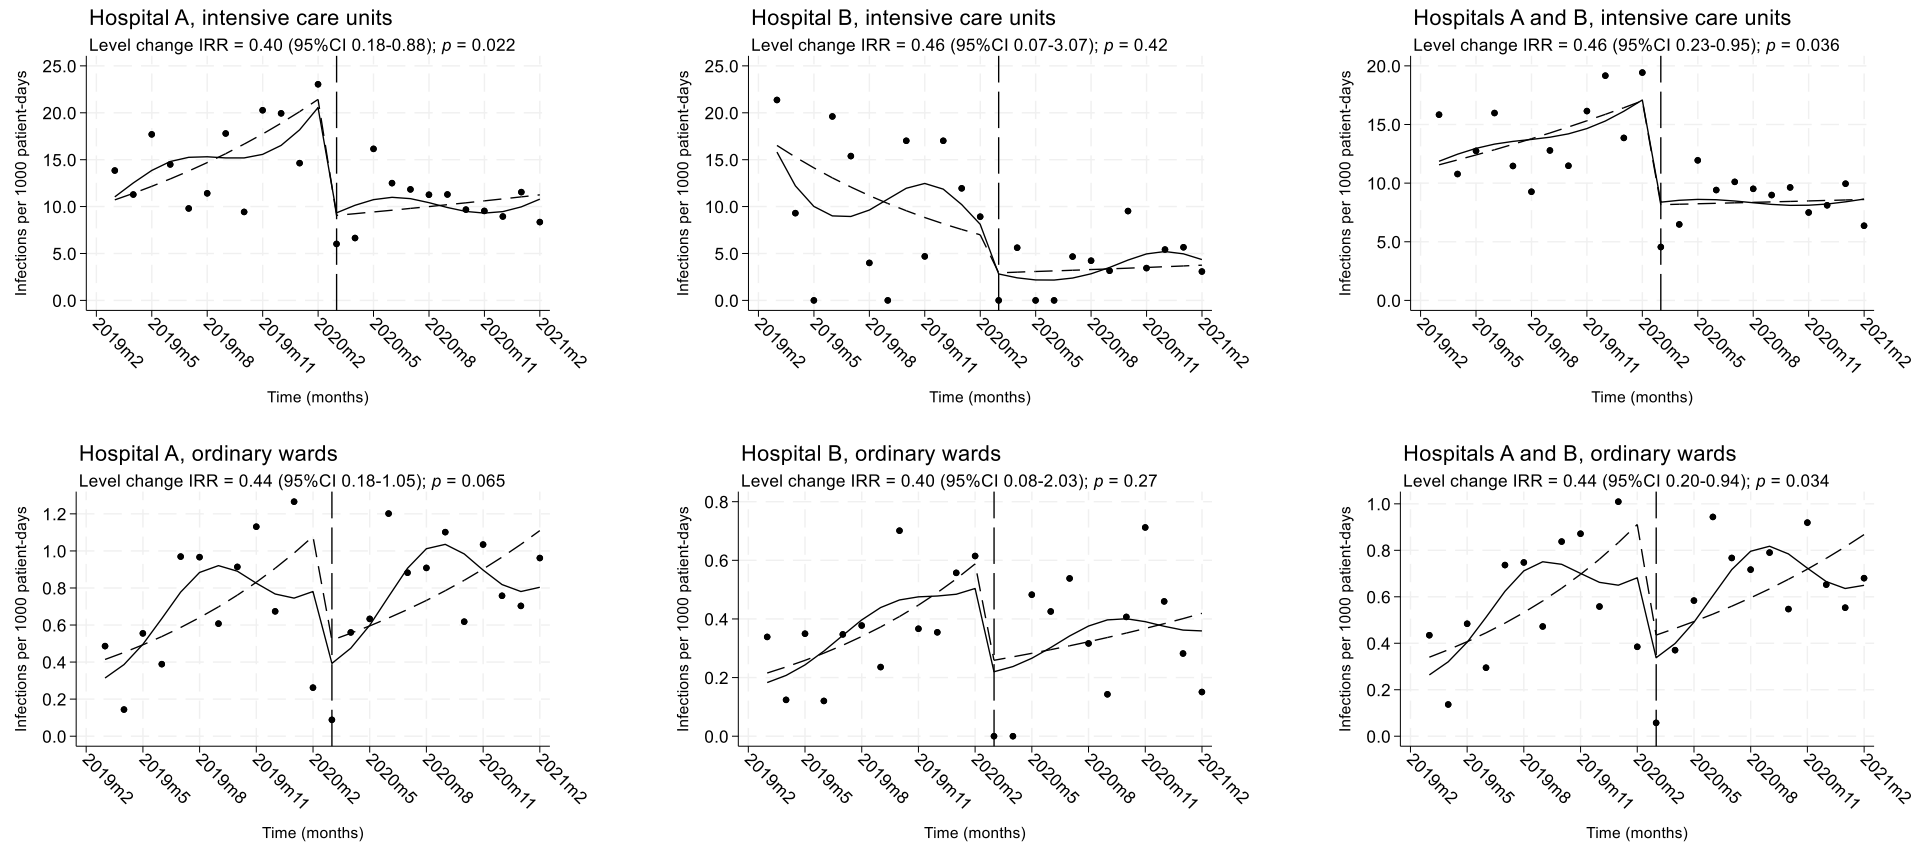 Hospital A, intensive care units
Level change IRR = 0.40 (95%CI 0.18-0.88); p = 0.022
Infections per 1000 patient-days
25.0
20.0
15.0
10.0
5.0
0.0
2019m2
2019m5
2019m8
2019m11
2020m2
2020m5
2020m8
2020m11
2021m2
Time (months)
Hospital B, intensive care units
Level change IRR = 0.46 (95%CI 0.07-3.07); p = 0.42
Infections per 1000 patient-days
25.0
20.0
15.0
10.0
5.0
0.0
2019m2
2019m5
2019m8
2019m11
2020m2
2020m5
2020m8
2020m11
2021m2
Time (months)
Hospitals A and B, intensive care units
Level change IRR = 0.46 (95%CI 0.23-0.95); p = 0.036
Infections per 1000 patient-days
20.0
15.0
10.0
5.0
0.0
2019m2
2019m5
2019m8
2019m11
2020m2
2020m5
2020m8
2020m11
2021m2
Time (months)
Hospital A, ordinary wards
Level change IRR = 0.44 (95%CI 0.18-1.05); p = 0.065
Infections per 1000 patient-days
1.2
1.0
0.8
0.6
0.4
0.2
0.0
2019m2
2019m5
2019m8
2019m11
2020m2
2020m5
2020m8
2020m11
2021m2
Time (months)
Hospital B, ordinary wards
Level change IRR = 0.40 (95%CI 0.08-2.03); p = 0.27
Infections per 1000 patient-days
0.8
0.6
0.4
0.2
0.0
2019m2
2019m5
2019m8
2019m11
2020m2
2020m5
2020m8
2020m11
2021m2
Time (months)
Hospitals A and B, ordinary wards
Level change IRR = 0.44 (95%CI 0.20-0.94); p = 0.034
Infections per 1000 patient-days
1.0
0.8
0.6
0.4
0.2
0.0
2019m2
2019m5
2019m8
2019m11
2020m2
2020m5
2020m8
2020m11
2021m2
Time (months)